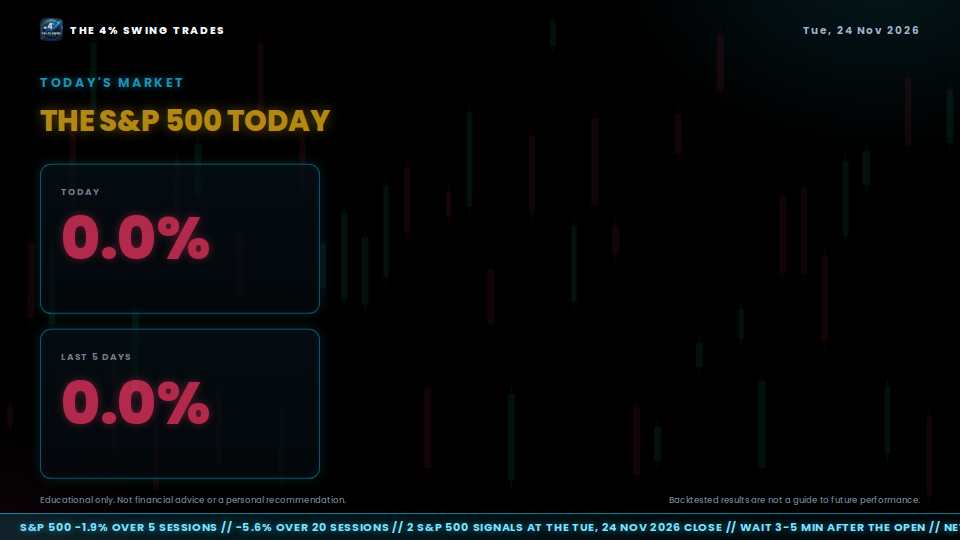 THE 4% SWING TRADES
Tue, 24 Nov 2026
TODAY'S MARKET
THE S&P 500 TODAY
TODAY
0.0%
LAST 5 DAYS
0.0%
Educational only. Not financial advice or a personal recommendation.
Backtested results are not a guide to future performance.
S&P 500 -1.9% OVER 5 SESSIONS // -5.6% OVER 20 SESSIONS // 2 S&P 500 SIGNALS AT THE TUE, 24 NOV 2026 CLOSE // WAIT 3-5 MIN AFTER THE OPEN //